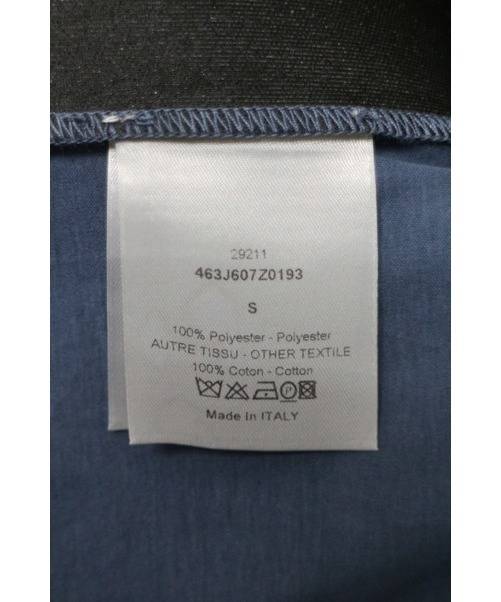 29211
463J607Z0193
S
100% Polyester - Polyester
AUTRE TISSU - OTHER TEXTILE
100% Coton - Cotton
P
Made in ITALY